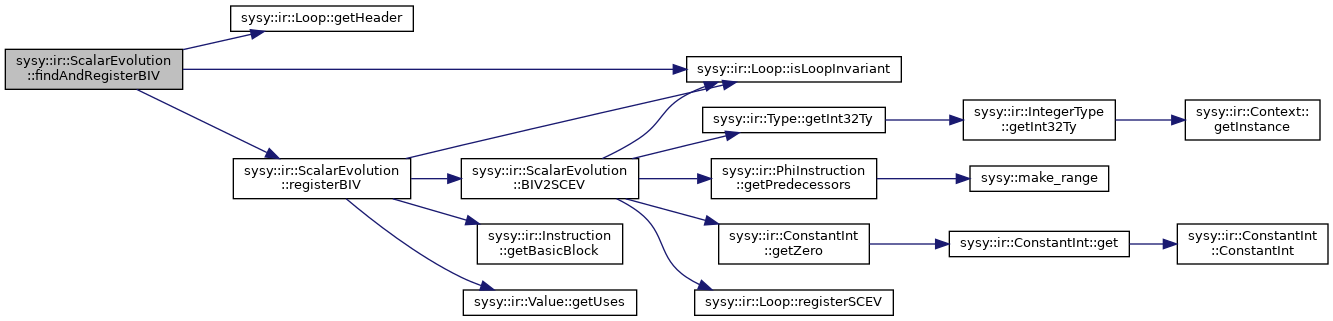 sysy::ir::Loop::getHeader
sysy::ir::ScalarEvolution
::findAndRegisterBIV
sysy::ir::Loop::isLoopInvariant
sysy::ir::Type::getInt32Ty
sysy::ir::IntegerType
::getInt32Ty
sysy::ir::Context::
getInstance
sysy::ir::ScalarEvolution
::registerBIV
sysy::ir::ScalarEvolution
::BIV2SCEV
sysy::ir::PhiInstruction
::getPredecessors
sysy::make_range
sysy::ir::Instruction
::getBasicBlock
sysy::ir::ConstantInt
::getZero
sysy::ir::ConstantInt::get
sysy::ir::ConstantInt
::ConstantInt
sysy::ir::Value::getUses
sysy::ir::Loop::registerSCEV